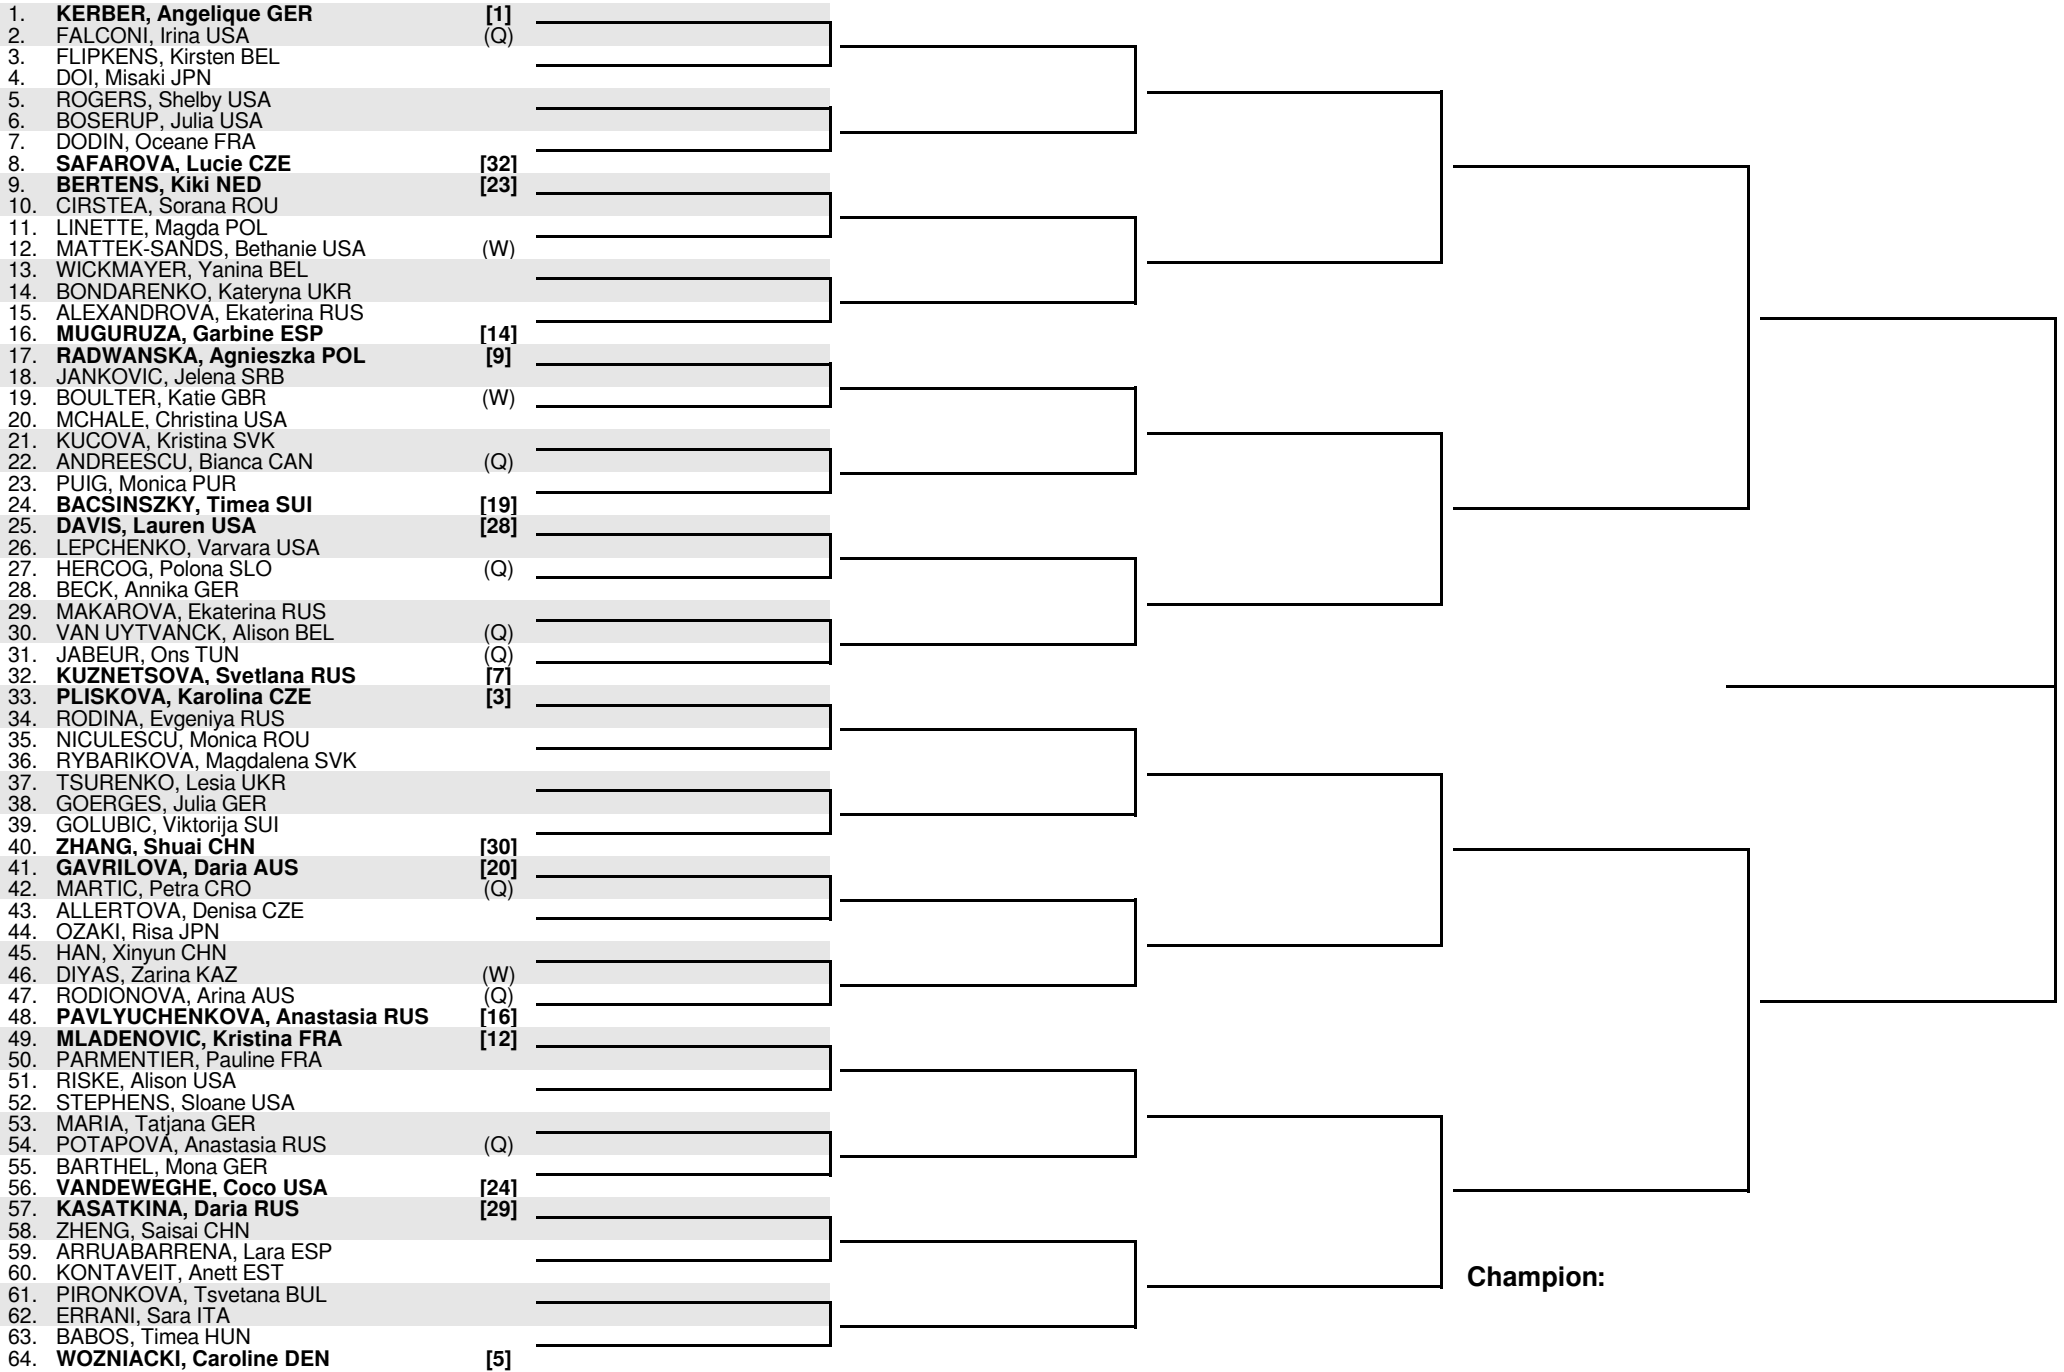 1. KERBER, Angelique GER [1]
2. FALCONI, Irina USA (Q)
3. FLIPKENS, Kirsten BEL
4. DOI, Misaki JPN
5. ROGERS, Shelby USA
6. BOSERUP, Julia USA
7. DODIN, Oceane FRA
8. SAFAROVA, Lucie CZE [32]
9. BERTENS, Kiki NED [23]
10. CIRSTEA, Sorana ROU
11. LINETTE, Magda POL
12. MATTEK-SANDS, Bethanie USA (W)
13. WICKMAYER, Yanina BEL
14. BONDARENKO, Kateryna UKR
15. ALEXANDROVA, Ekaterina RUS
16. MUGURUZA, Garbine ESP [14]
17. RADWANSKA, Agnieszka POL [9]
18. JANKOVIC, Jelena SRB
19. BOULTER, Katie GBR (W)
20. MCHALE, Christina USA
21. KUCOVA, Kristina SVK
22. ANDREESCU, Bianca CAN (Q)
23. PUIG, Monica PUR
24. BACSINSZKY, Timea SUI [19]
25. DAVIS, Lauren USA [28]
26. LEPCHENKO, Varvara USA
27. HERCOG, Polona SLO (Q)
28. BECK, Annika GER
29. MAKAROVA, Ekaterina RUS
30. VAN UYTVANCK, Alison BEL (Q)
31. JABEUR, Ons TUN (Q)
32. KUZNETSOVA, Svetlana RUS [7]
33. PLISKOVA, Karolina CZE [3]
34. RODINA, Evgeniya RUS
35. NICULESCU, Monica ROU
36. RYBARIKOVA, Magdalena SVK
37. TSURENKO, Lesia UKR
38. GOERGES, Julia GER
39. GOLUBIC, Viktorija SUI
40. ZHANG, Shuai CHN [30]
41. GAVRILOVA, Daria AUS [20]
42. MARTIC, Petra CRO (Q)
43. ALLERTOVA, Denisa CZE
44. OZAKI, Risa JPN
45. HAN, Xinyun CHN
46. DIYAS, Zarina KAZ (W)
47. RODIONOVA, Arina AUS (Q)
48. PAVLYUCHENKOVA, Anastasia RUS [16]
49. MLADENOVIC, Kristina FRA [12]
50. PARMENTIER, Pauline FRA
51. RISKE, Alison USA
52. STEPHENS, Sloane USA
53. MARIA, Tatjana GER
54. POTAPOVA, Anastasia RUS (Q)
55. BARTHEL, Mona GER
56. VANDEWEGHE, Coco USA [24]
57. KASATKINA, Daria RUS [29]
58. ZHENG, Saisai CHN
59. ARRUABARRENA, Lara ESP
60. KONTAVEIT, Anett EST
Champion:
61. PIRONKOVA, Tsvetana BUL
62. ERRANI, Sara ITA
63. BABOS, Timea HUN
64. WOZNIACKI, Caroline DEN [5]